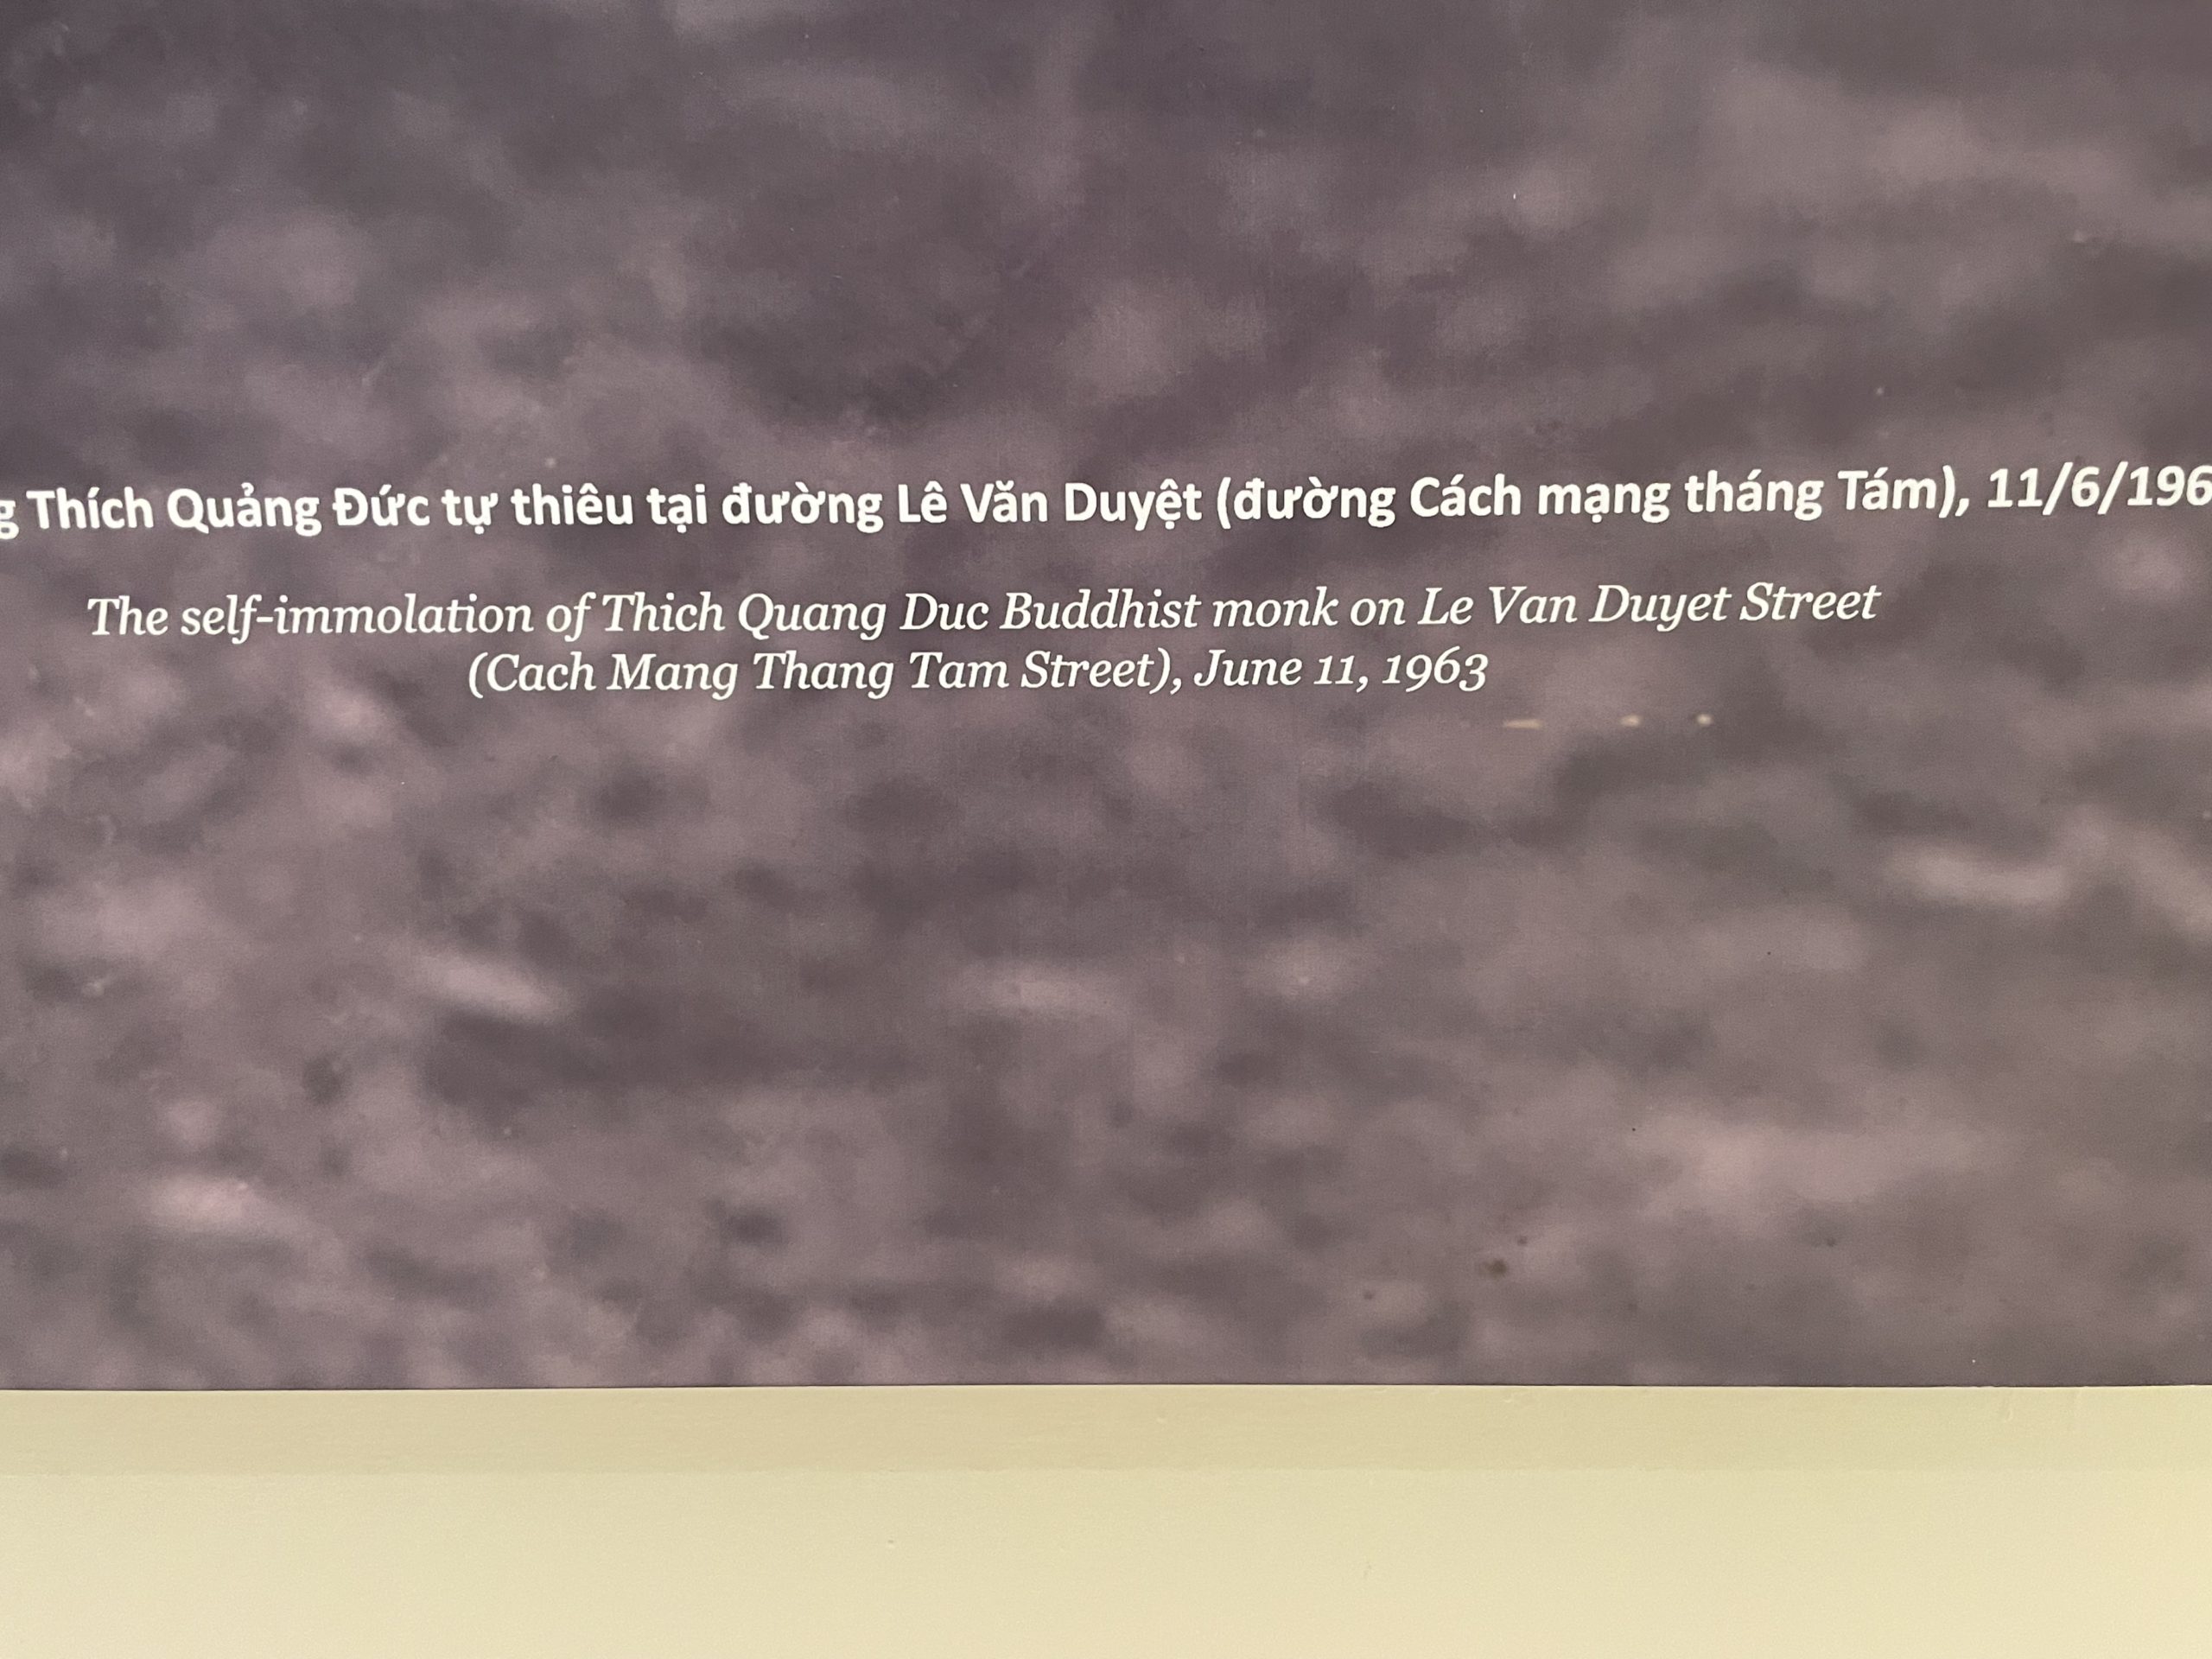 Thích Quảng Đức tự thiêu tại đường Lê Văn Duyệt (đường Cách mạng tháng Tám), 11/6/196
The self-immolation of Thich Quang Duc Buddhist monk on Le Van Duyet Street
(Cach Mang Thang Tam Street), June 11, 1963